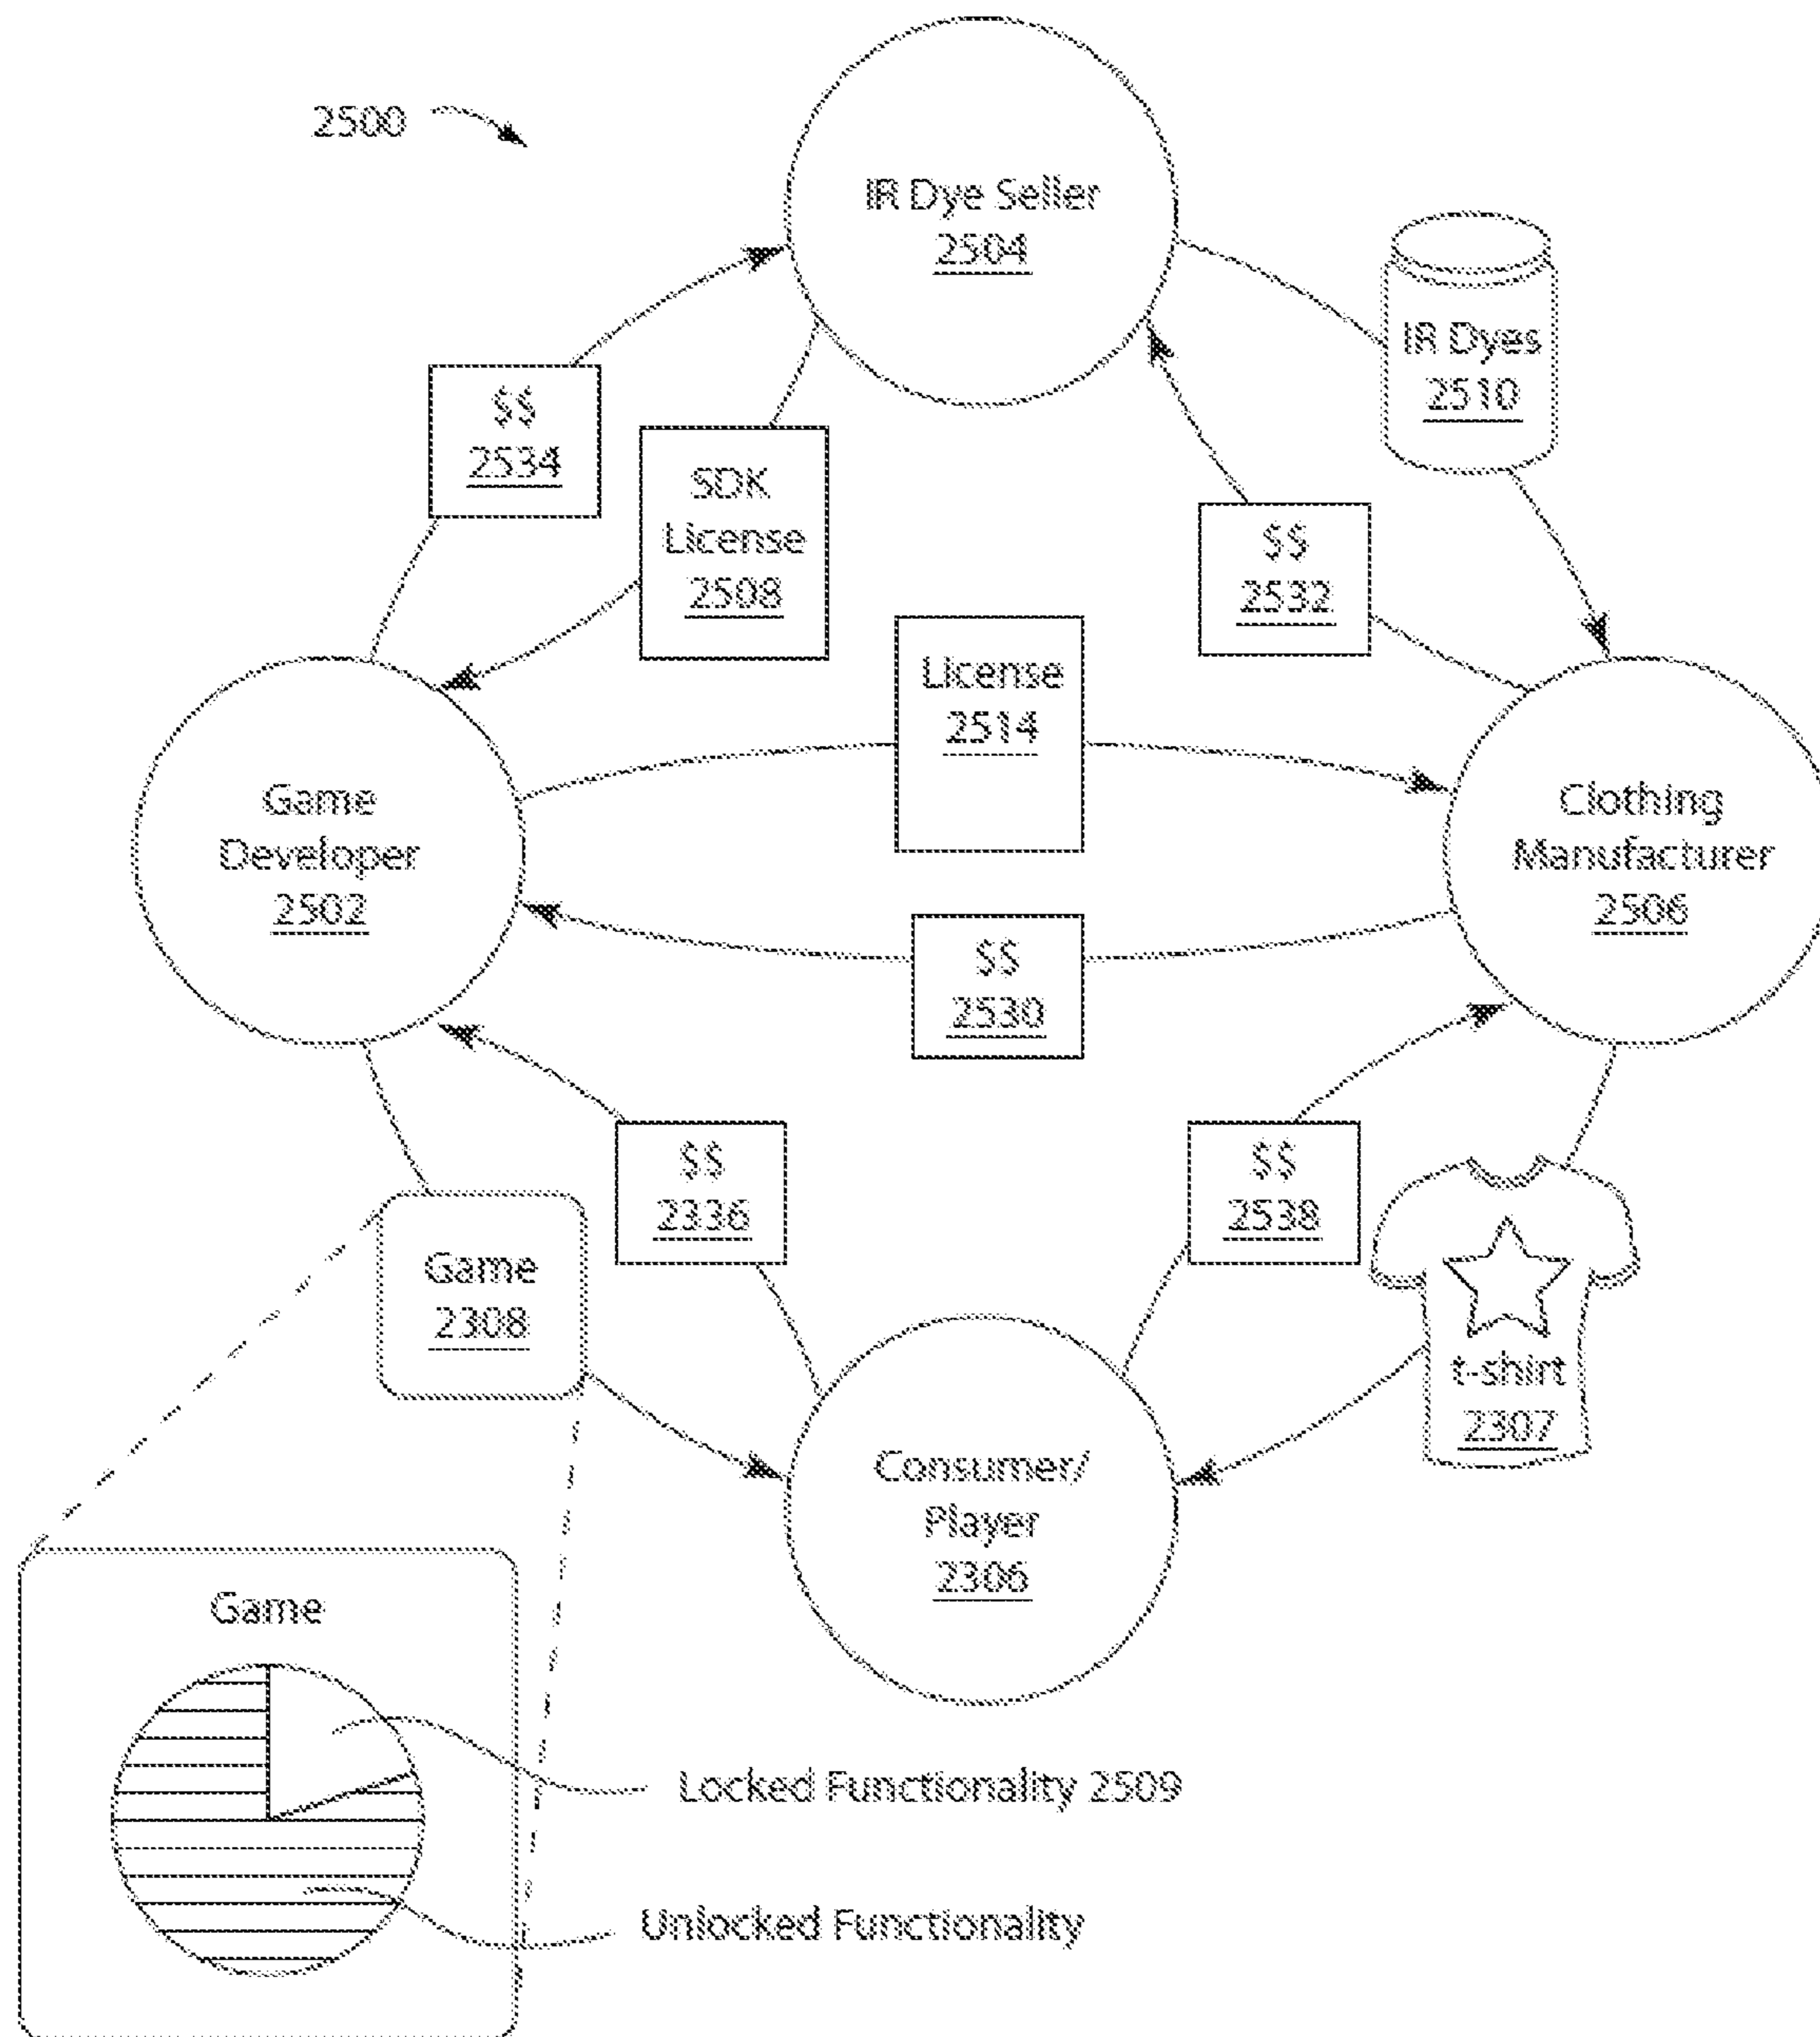 2500
IR Dye Seller
2504
IR Dyes
2510
$$
2534
SDK
License
2508
$$
2532
License
2514
Game
Developer
2502
Clothing
Manufacturer
2506
$$
2530
$$
2336
$$
2538
Game
2308
t-shirt
2307
Consumer/
Player
2306
Game
Locked Functionality 2509
Unlocked Functionality